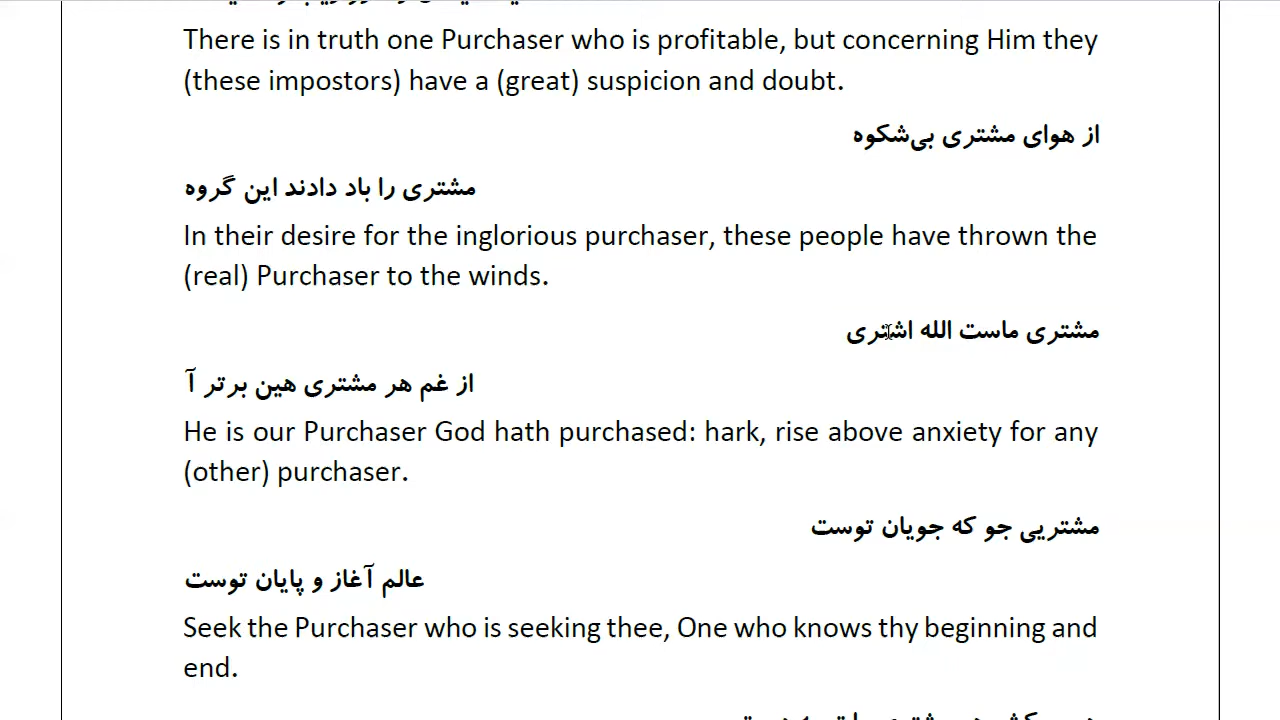 There is in truth one Purchaser who is profitable, but concerning Him they
(these impostors) have a (great) suspicion and doubt.
از هوای مشتری بی‌شکوه
مشتری را باد دادند این گروه
In their desire for the inglorious purchaser, these people have thrown the
(real) Purchaser to the winds.
مشتری ماست الله اشتری
از غم هر مشتری هین برتر آ
He is our Purchaser God hath purchased: hark, rise above anxiety for any
(other) purchaser.
مشتریی جو که جویان توست
عالم آغاز و پایان توست
Seek the Purchaser who is seeking thee, One who knows thy beginning and
end.